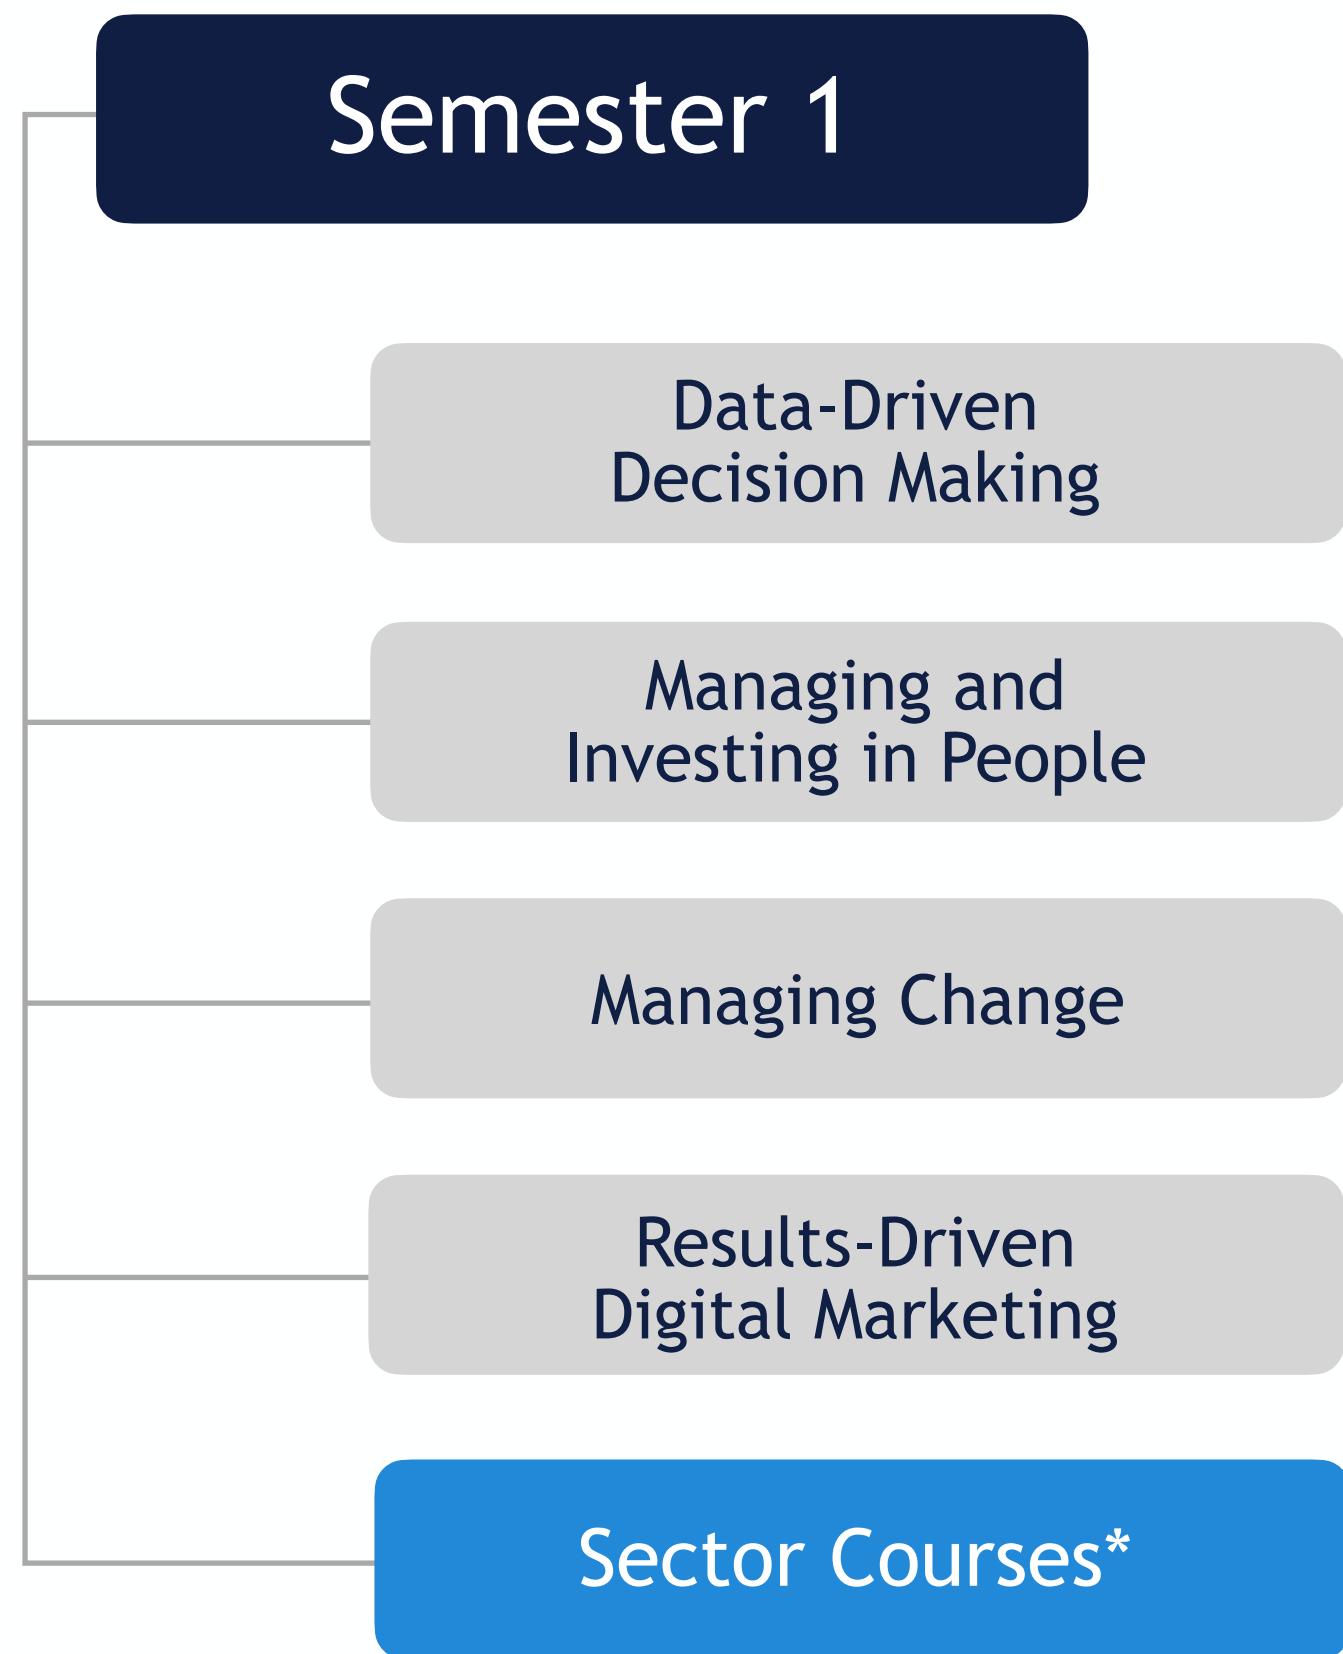 Semester 1
Data-Driven
Decision Making
Managing and
Investing in People
Managing Change
Results-Driven
Digital Marketing
Sector Courses*